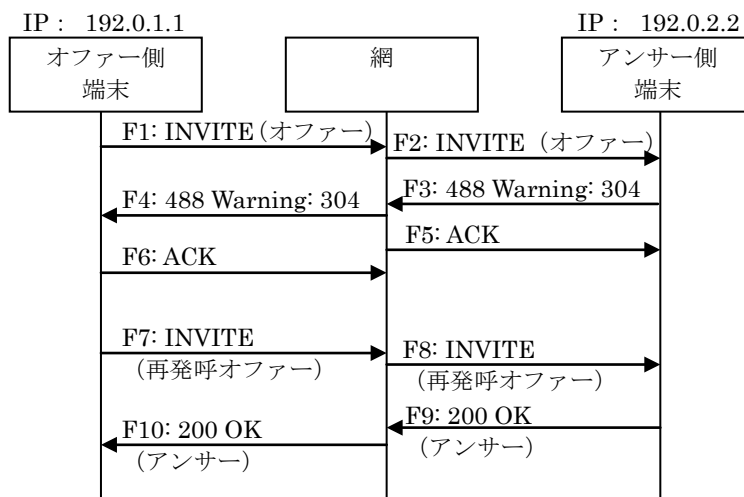 IP : 192.0.1.1
IP : 192.0.2.2
オファー側
端末
網
アンサー側
端末
F1: INVITE (オファー)
F2: INVITE (オファー)
F3: 488 Warning: 304
F4: 488 Warning: 304
F5: ACK
F6: ACK
F7: INVITE
(再発呼オファー)
F8: INVITE
(再発呼オファー)
F9: 200 OK
(アンサー)
F10: 200 OK
(アンサー)